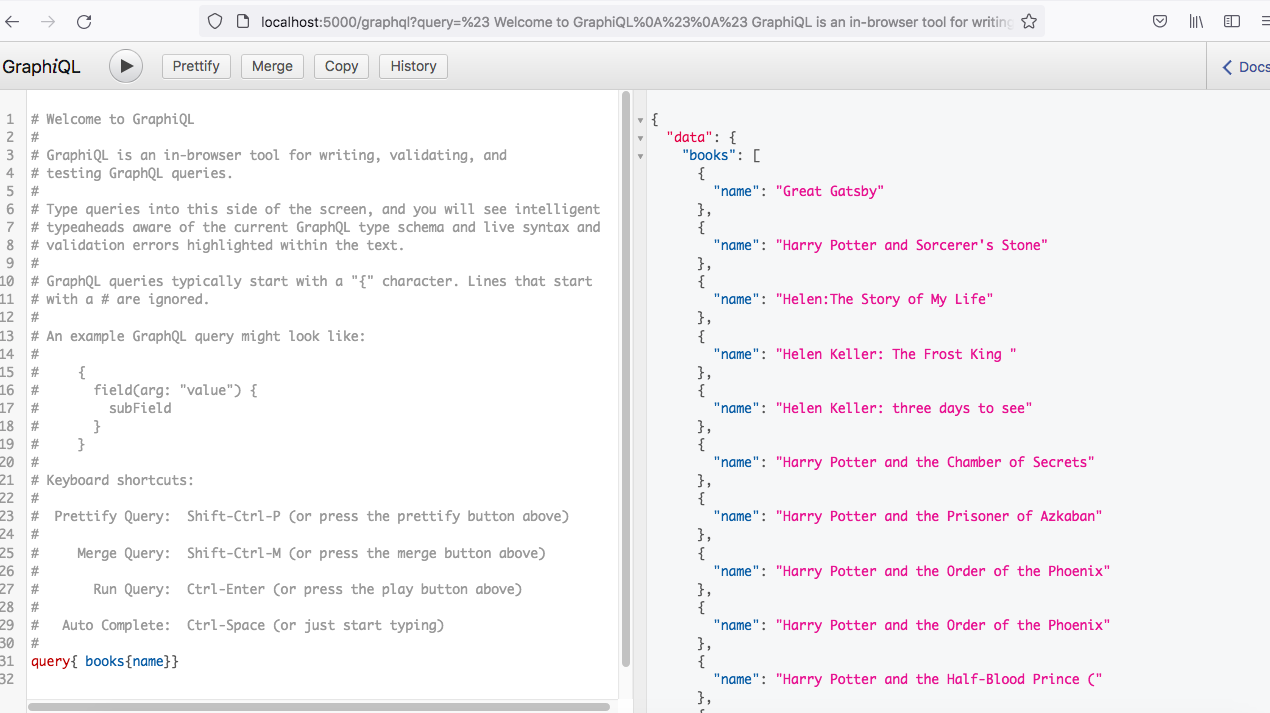 localhost:5000/graphql?query=%23 Welcome to GraphiQL%0A%23%0A%23 GraphiQL is an in-browser tool for writing
GraphiQL Prettify Merge Copy History Docs
1 # Welcome to GraphiQL
2 #
3 # GraphiQL is an in-browser tool for writing, validating, and
4 # testing GraphQL queries.
5 #
6 # Type queries into this side of the screen, and you will see intelligent
7 # typeaheads aware of the current GraphQL type schema and live syntax and
8 # validation errors highlighted within the text.
9 #
10 # GraphQL queries typically start with a "{" character. Lines that start
11 # with a # are ignored.
12 #
13 # An example GraphQL query might look like:
14 #
15 #     {
16 #       field(arg: "value") {
17 #         subField
18 #       }
19 #     }
20 #
21 # Keyboard shortcuts:
22 #
23 #  Prettify Query:  Shift-Ctrl-P (or press the prettify button above)
24 #
25 #     Merge Query:  Shift-Ctrl-M (or press the merge button above)
26 #
27 #       Run Query:  Ctrl-Enter (or press the play button above)
28 #
29 #   Auto Complete:  Ctrl-Space (or just start typing)
30 #
31 query{ books{name}}
32
{
"data": {
"books": [
{
"name": "Great Gatsby"
},
{
"name": "Harry Potter and Sorcerer's Stone"
},
{
"name": "Helen:The Story of My Life"
},
{
"name": "Helen Keller: The Frost King "
},
{
"name": "Helen Keller: three days to see"
},
{
"name": "Harry Potter and the Chamber of Secrets"
},
{
"name": "Harry Potter and the Prisoner of Azkaban"
},
{
"name": "Harry Potter and the Order of the Phoenix"
},
{
"name": "Harry Potter and the Order of the Phoenix"
},
{
"name": "Harry Potter and the Half-Blood Prince ("
},
{